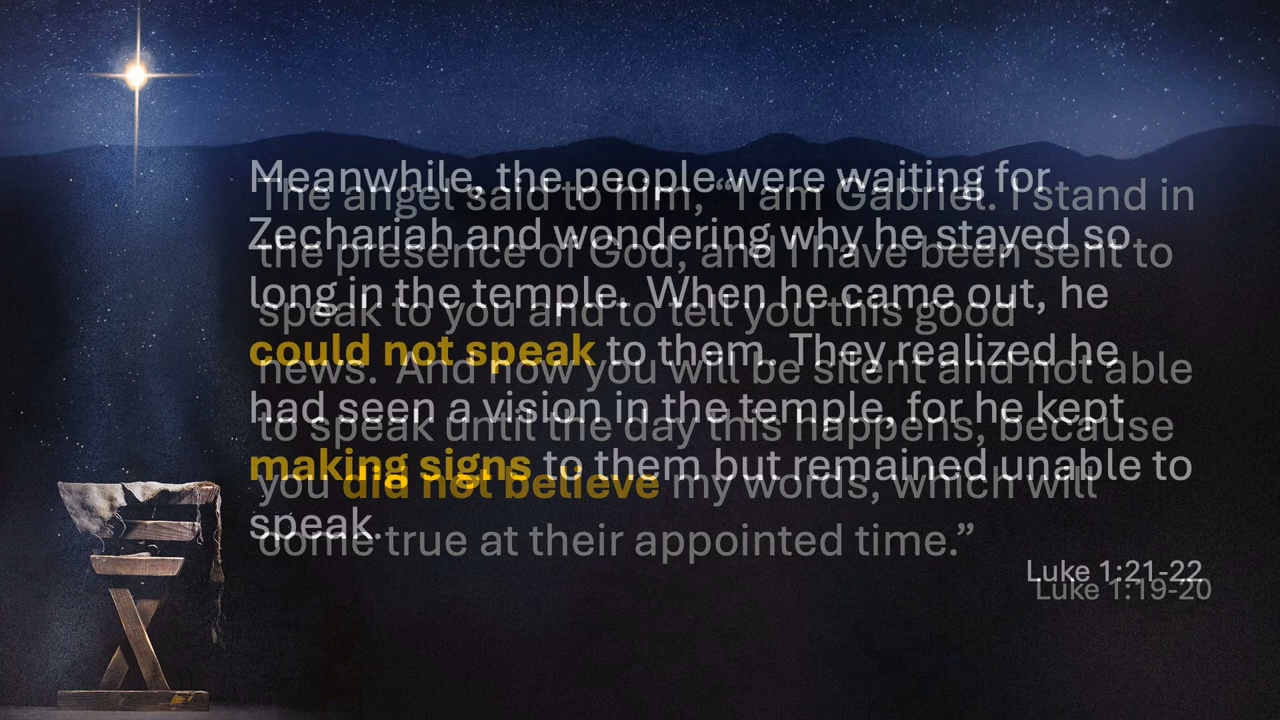 Meanwhile, the people were waiting for
Zechariah and wondering why he stayed so
long in the temple. When he came out, he
could not speak to them. They realized he
had seen a vision in the temple, for he kept
making signs to them but remained unable to
speak.
Luke 1:21-22
The angel said to him, “I am Gabriel. I stand in
the presence of God, and I have been sent to
speak to you and to tell you this good
news. And now you will be silent and not able
to speak until the day this happens, because
you did not believe my words, which will
come true at their appointed time.”
Luke 1:19-20